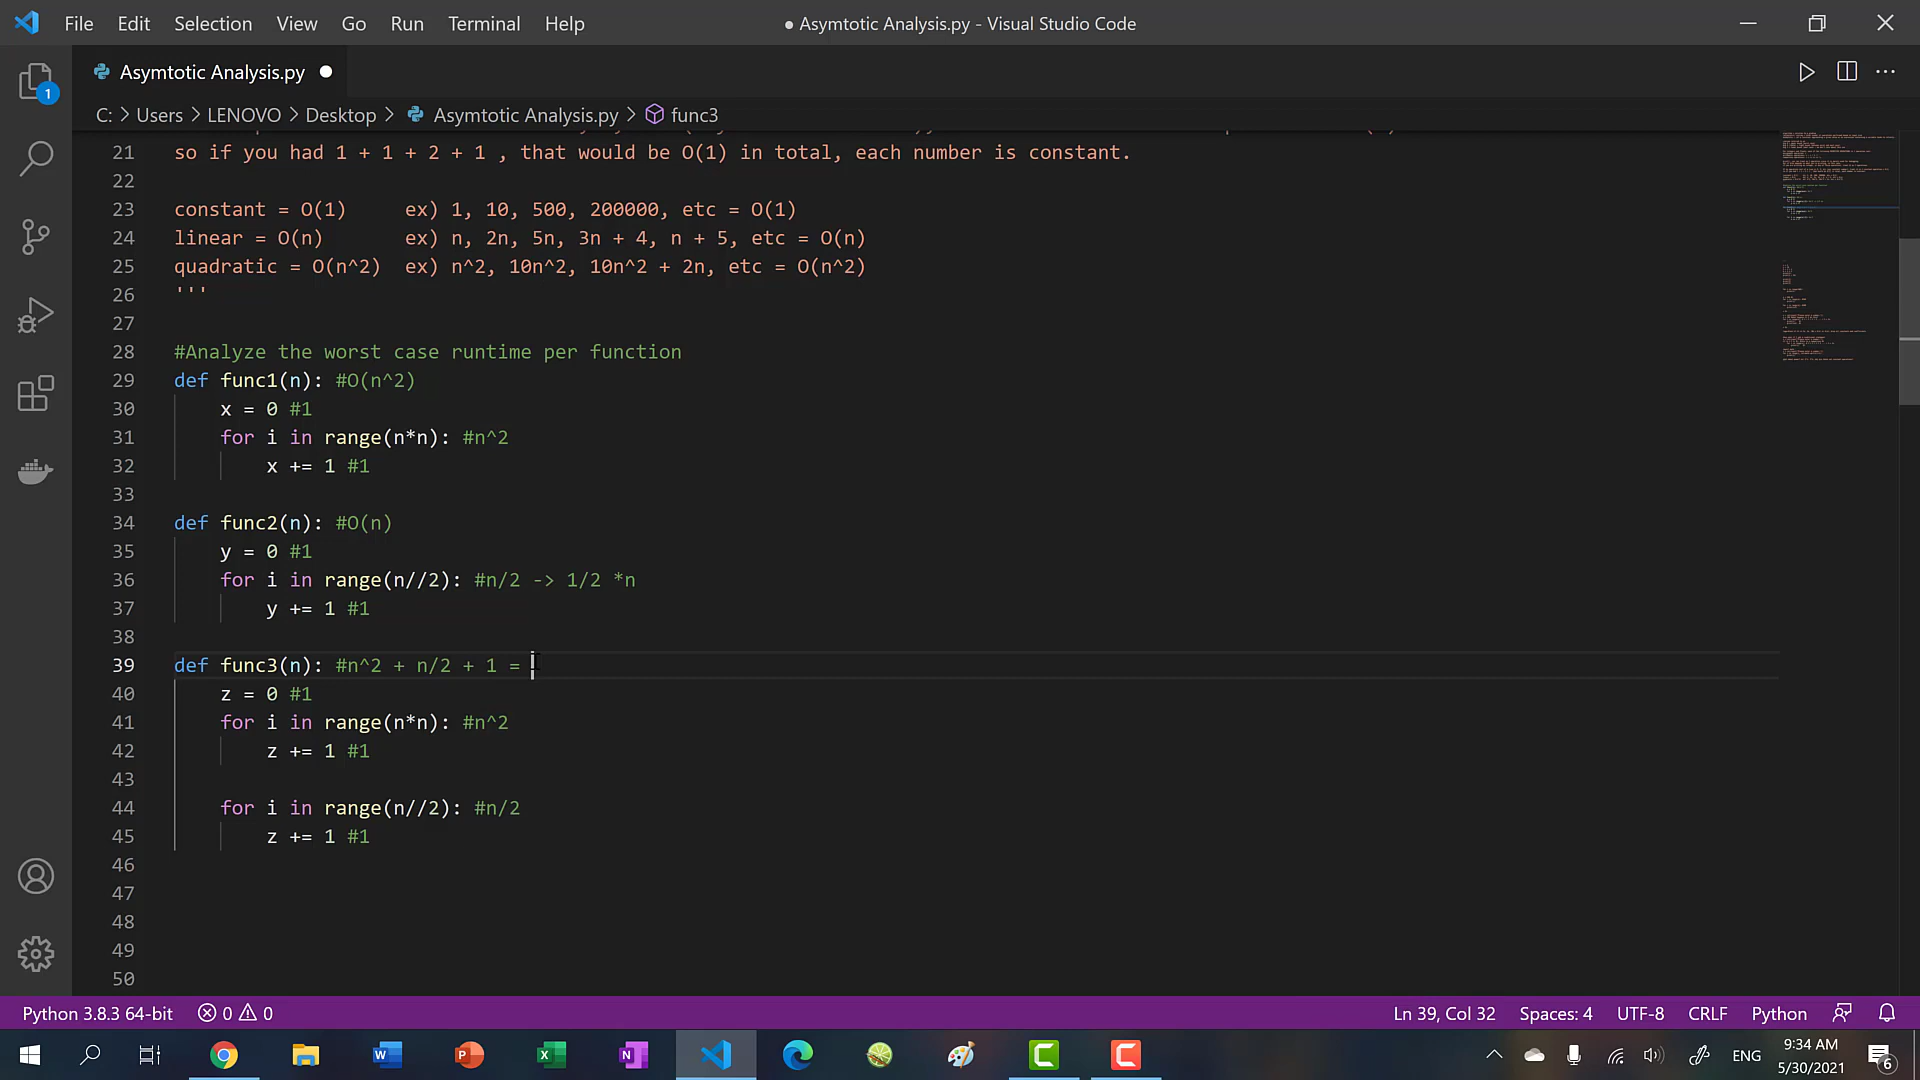 File Edit Selection View Go Run Terminal Help
● Asymtotic Analysis.py - Visual Studio Code
Asymtotic Analysis.py ●
1
C: > Users > LENOVO > Desktop > Asymtotic Analysis.py > func3
21 so if you had 1 + 1 + 2 + 1 , that would be O(1) in total, each number is constant.
22
23 constant = O(1)     ex) 1, 10, 500, 200000, etc = O(1)
24 linear = O(n)       ex) n, 2n, 5n, 3n + 4, n + 5, etc = O(n)
25 quadratic = O(n^2)  ex) n^2, 10n^2, 10n^2 + 2n, etc = O(n^2)
26 '''
27
28 #Analyze the worst case runtime per function
29 def func1(n): #O(n^2)
30     x = 0 #1
31     for i in range(n*n): #n^2
32         x += 1 #1
33
34 def func2(n): #O(n)
35     y = 0 #1
36     for i in range(n//2): #n/2 -> 1/2 *n
37         y += 1 #1
38
39 def func3(n): #n^2 + n/2 + 1 =
40     z = 0 #1
41     for i in range(n*n): #n^2
42         z += 1 #1
43
44     for i in range(n//2): #n/2
45         z += 1 #1
46
47
48
49
50
Python 3.8.3 64-bit 0 0 Ln 39, Col 32 Spaces: 4 UTF-8 CRLF Python
ENG
9:34 AM
5/30/2021
6